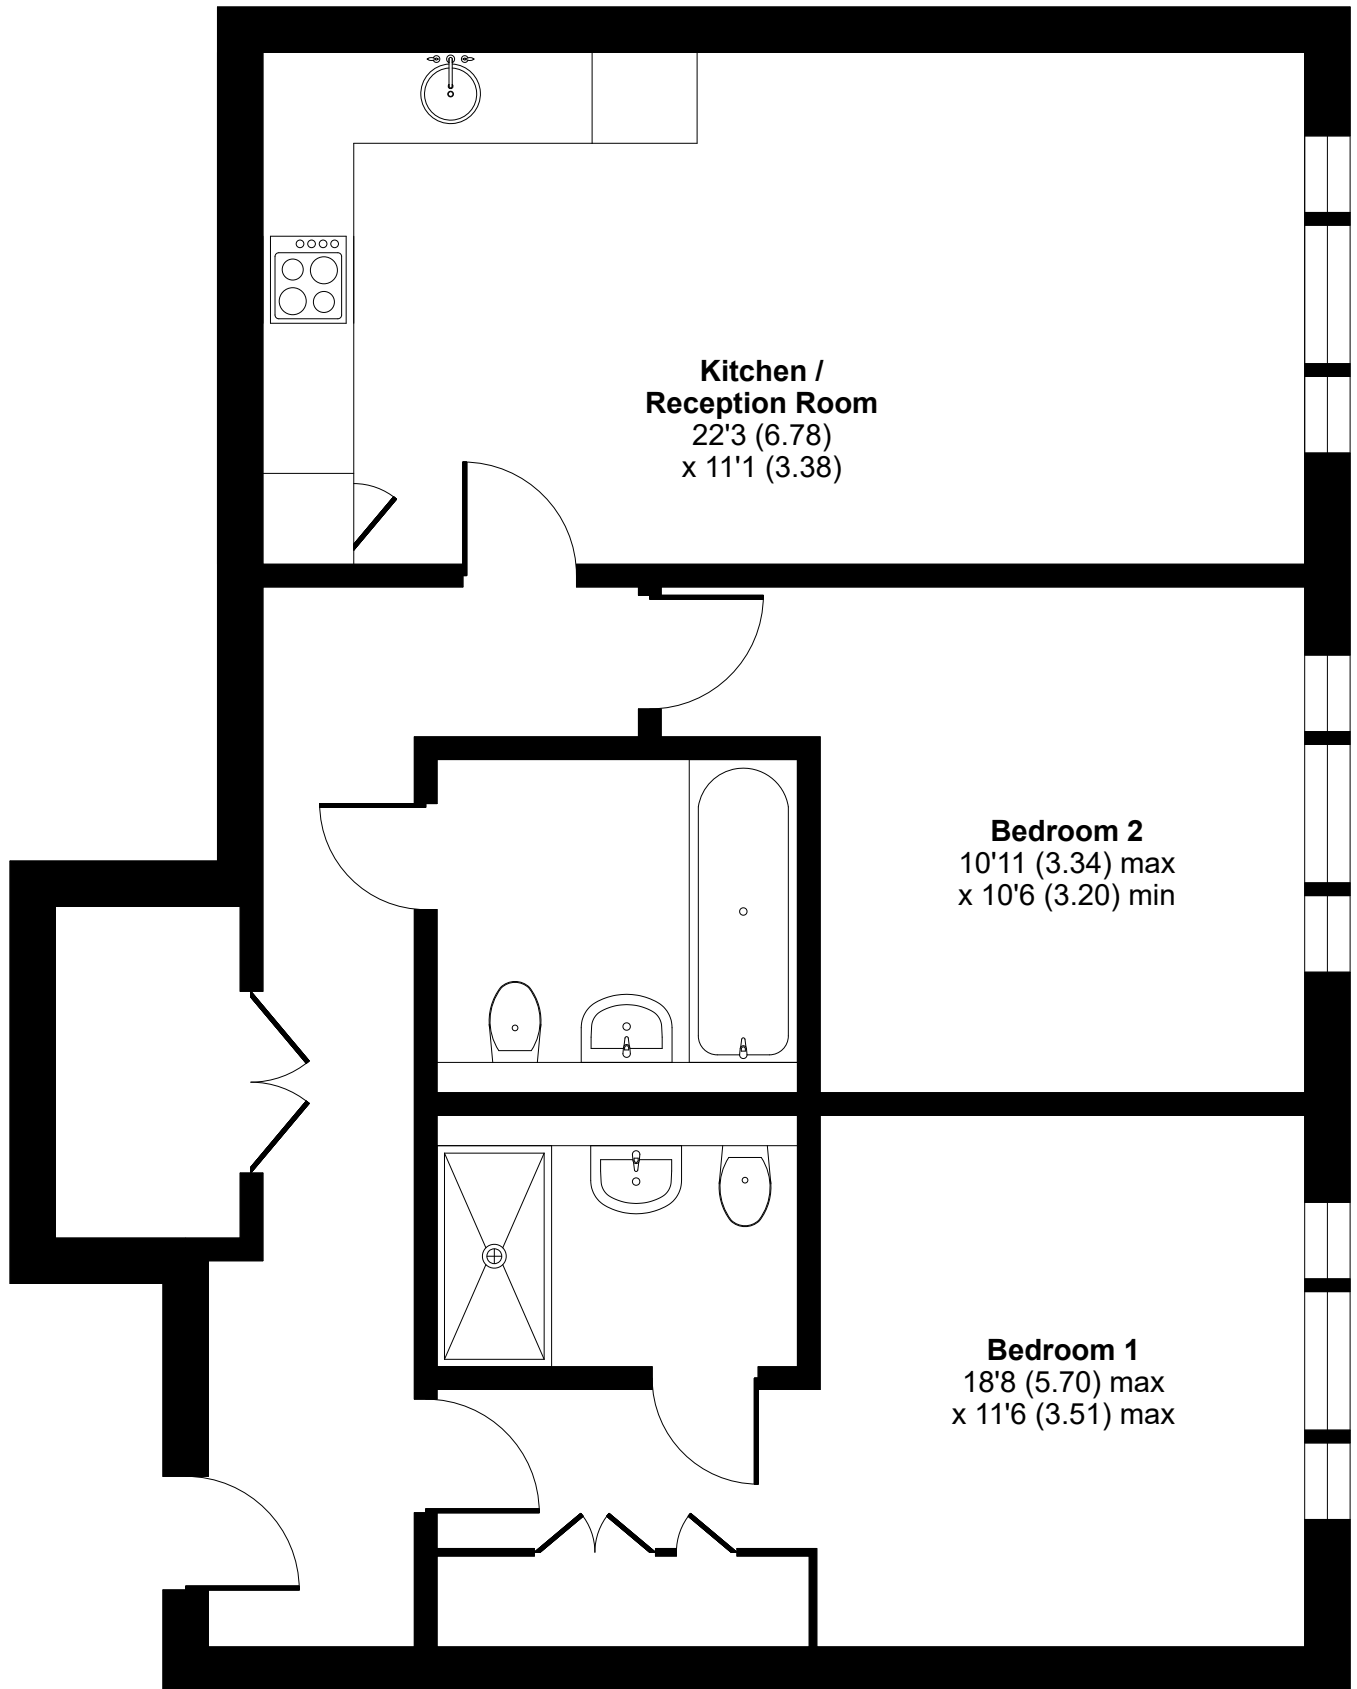 Kitchen /
Reception Room
22'3 (6.78)
x 11'1 (3.38)
Bedroom 2
10'11 (3.34) max
x 10'6 (3.20) min
Bedroom 1
18'8 (5.70) max
x 11'6 (3.51) max